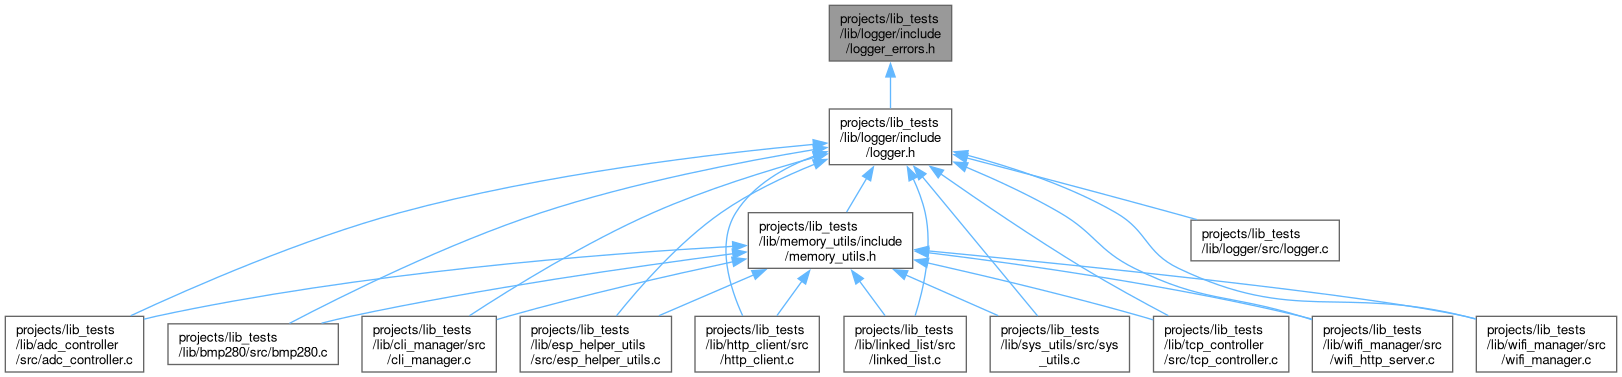 projects/lib_tests
/lib/logger/include
/logger_errors.h
projects/lib_tests
/lib/logger/include
/logger.h
projects/lib_tests
/lib/memory_utils/include
/memory_utils.h
projects/lib_tests
/lib/logger/src/logger.c
projects/lib_tests
/lib/adc_controller
/src/adc_controller.c
projects/lib_tests
/lib/bmp280/src/bmp280.c
projects/lib_tests
/lib/cli_manager/src
/cli_manager.c
projects/lib_tests
/lib/esp_helper_utils
/src/esp_helper_utils.c
projects/lib_tests
/lib/http_client/src
/http_client.c
projects/lib_tests
/lib/linked_list/src
/linked_list.c
projects/lib_tests
/lib/sys_utils/src/sys
_utils.c
projects/lib_tests
/lib/tcp_controller
/src/tcp_controller.c
projects/lib_tests
/lib/wifi_manager/src
/wifi_http_server.c
projects/lib_tests
/lib/wifi_manager/src
/wifi_manager.c